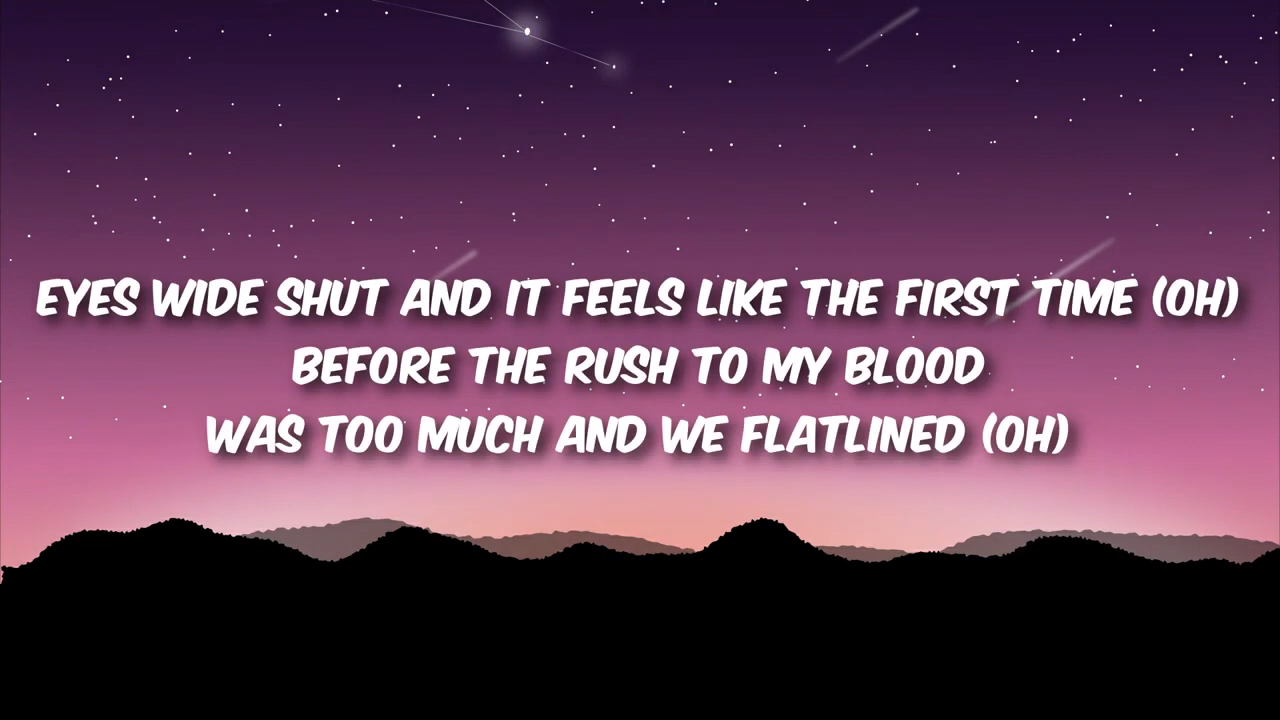 EYES WIDE SHUT AND IT FEELS LIKE THE FIRST TIME (OH)
BEFORE THE RUSH TO MY BLOOD
WAS TOO MUCH AND WE FLATLINED (OH)